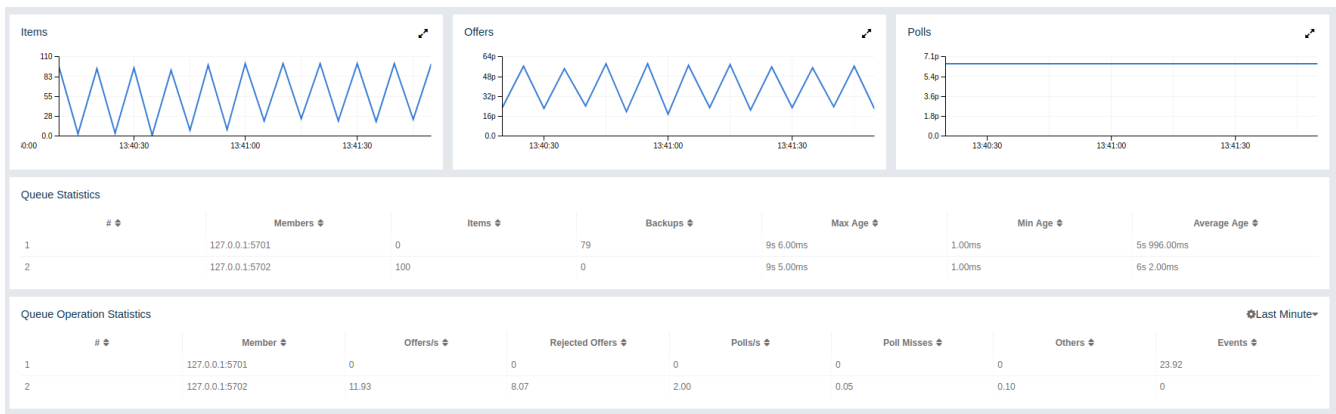 Items
110
83
55
28
0.0
:0:00 13:40:30 13:41:00 13:41:30
Offers
64p
48p
32p
16p
0.0
13:40:30 13:41:00 13:41:30
Polls
7.1p
5.4p
3.6p
1.8p
0.0
13:40:30 13:41:00 13:41:30
Queue Statistics
# Members Items Backups Max Age Min Age Average Age
1 127.0.0.1:5701 0 79 9s 6.00ms 1.00ms 5s 996.00ms
2 127.0.0.1:5702 100 0 9s 5.00ms 1.00ms 6s 2.00ms
Queue Operation Statistics Last Minute
# Member Offers/s Rejected Offers Polls/s Poll Misses Others Events
1 127.0.0.1:5701 0 0 0 0 0 23.92
2 127.0.0.1:5702 11.93 8.07 2.00 0.05 0.10 0